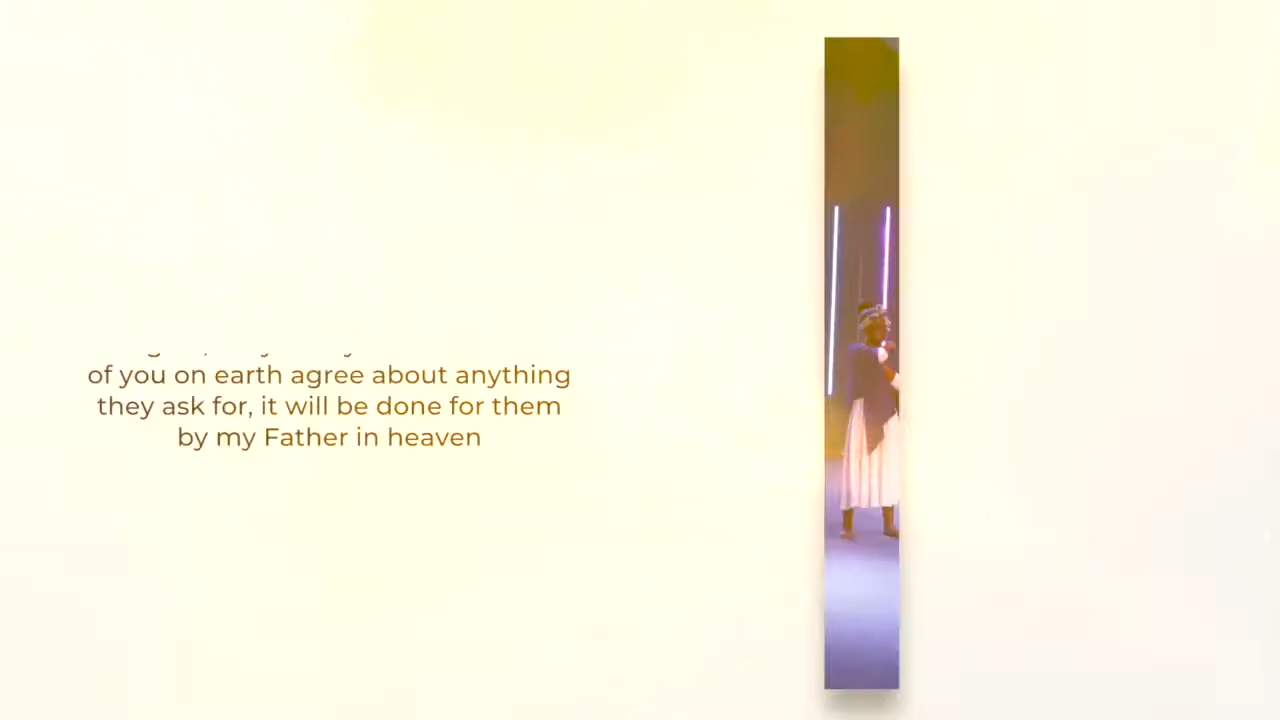 of you on earth agree about anything
they ask for, it will be done for them
by my Father in heaven